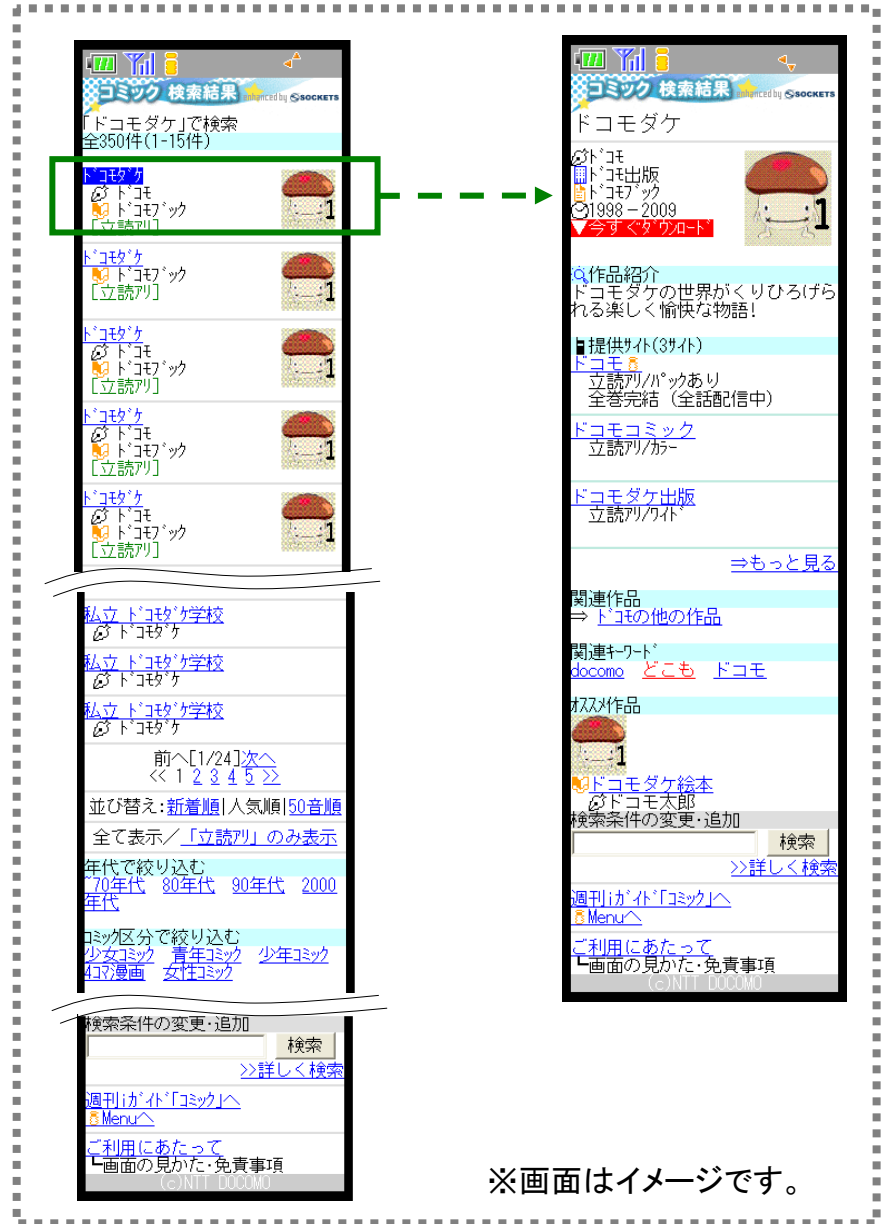 コミック 検索結果 enhanced by SOCKETS
「ドコモダケ」で検索
全350件(1-15件)
ﾄﾞｺﾓﾀﾞｹ
ﾄﾞｺﾓ
ﾄﾞｺﾓﾌﾞｯｸ
[立読ｱﾘ]
1
ﾄﾞｺﾓﾀﾞｹ
ﾄﾞｺﾓブック
[立読ｱﾘ]
1
ﾄﾞｺﾓﾀﾞｹ
ﾄﾞｺﾓ
ﾄﾞｺﾓﾌﾞｯｸ
[立読ｱﾘ]
1
ﾄﾞｺﾓﾀﾞｹ
ﾄﾞｺﾓ
ﾄﾞｺﾓﾌﾞｯｸ
[立読ｱﾘ]
1
ﾄﾞｺﾓﾀﾞｹ
ﾄﾞｺﾓ
ﾄﾞｺﾓﾌﾞｯｸ
[立読ｱﾘ]
1
私立 ﾄﾞｺﾓﾀﾞｹ学校
ﾄﾞｺﾓﾀﾞｹ
私立 ﾄﾞｺﾓﾀﾞｹ学校
ﾄﾞｺﾓﾀﾞｹ
私立 ﾄﾞｺﾓﾀﾞｹ学校
ﾄﾞｺﾓﾀﾞｹ
前へ[1/24]次へ
<< 1 2 3 4 5 >>
並び替え:新着順|人気順|50音順
全て表示／「立読ｱﾘ」のみ表示
年代で絞り込む
~70年代 80年代 90年代 2000
年代
ｺﾐｯｸ区分で絞り込む
少女ｺﾐｯｸ 青年ｺﾐｯｸ 少年ｺﾐｯｸ
4ｺﾏ漫画 女性ｺﾐｯｸ
検索条件の変更･追加
検索
>>詳しく検索
週刊iｶﾞｲﾄﾞ｢ｺﾐｯｸ｣へ
Menuへ
ご利用にあたって
┗画面の見かた･免責事項
(c)NTT DOCOMO
コミック 検索結果 enhanced by SOCKETS
ドコモダケ
ﾄﾞｺﾓ
ﾄﾞｺﾓ出版
ﾄﾞｺﾓﾌﾞｯｸ
1998－2009
▼今すぐﾀﾞｳﾝﾛｰﾄﾞ
1
作品紹介
ドコモダケの世界がくりひろげら
れる楽しく愉快な物語!
提供ｻｲﾄ(3ｻｲﾄ)
ドコモ
立読ｱﾘ/ﾊﾟｯｸあり
全巻完結（全話配信中）
ドコモコミック
立読ｱﾘ/ｶﾗｰ
ドコモダケ出版
立読ｱﾘ/ﾜｲﾄﾞ
⇒もっと見る
関連作品
⇒ ﾄﾞｺﾓの他の作品
関連ｷｰﾜｰﾄﾞ
docomo どこも ドコモ
ｵｽｽﾒ作品
1
ドコモダケ絵本
ドコモ太郎
検索条件の変更･追加
検索
>>詳しく検索
週刊iｶﾞｲﾄﾞ｢ｺﾐｯｸ｣へ
Menuへ
ご利用にあたって
┗画面の見かた･免責事項
(c)NTT DOCOMO
※画面はイメージです。